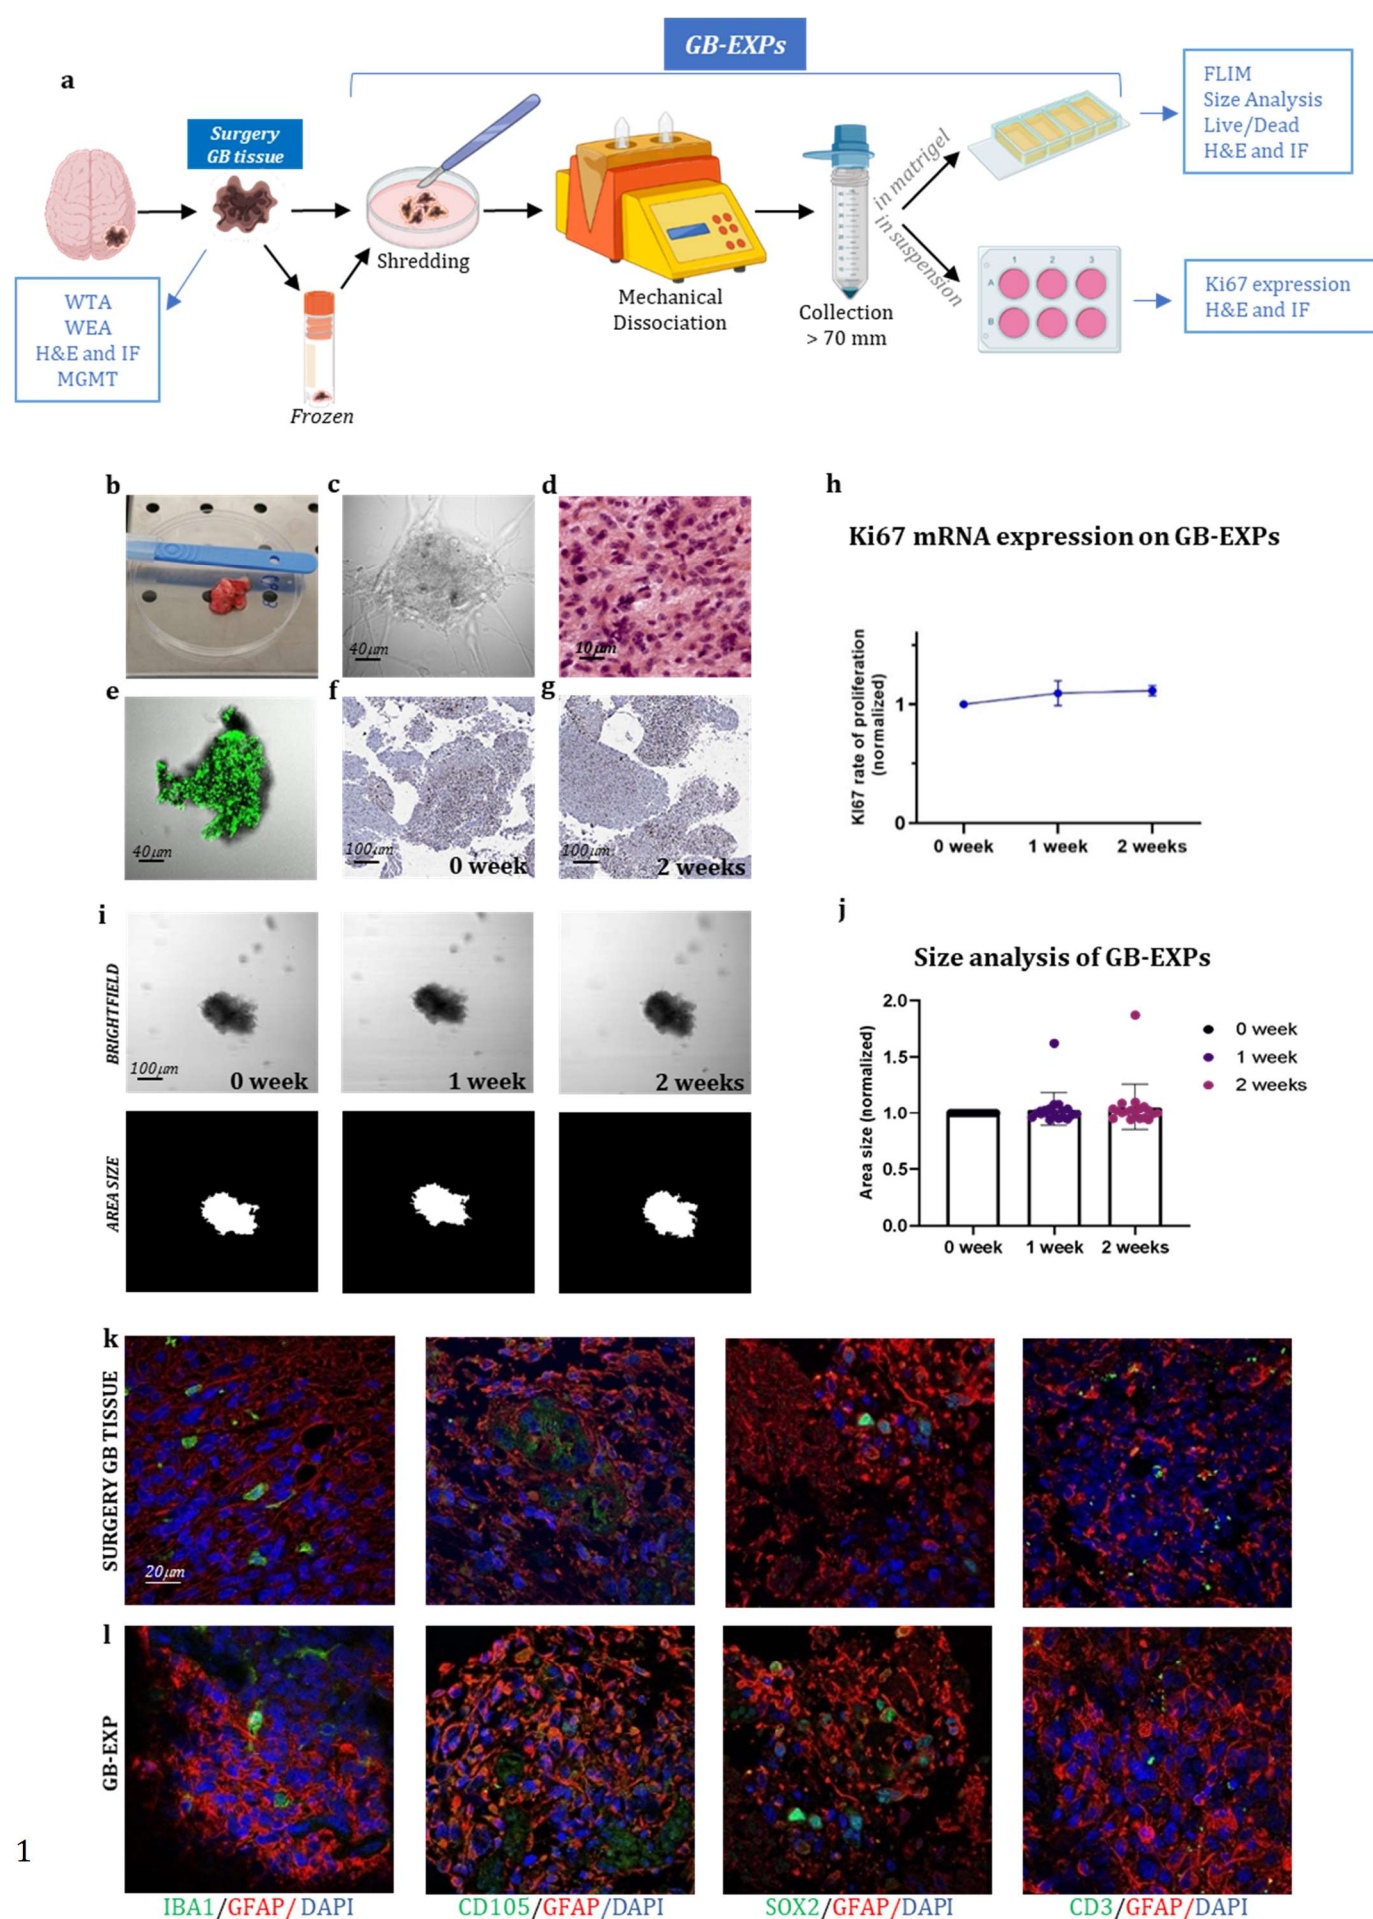 GB-EXPs
a
Surgery
GB tissue
WTA
WEA
H&E and IF
MGMT
Frozen
Shredding
Mechanical
Dissociation
Collection
> 70 mm
in matrigel
in suspension
1 2 3
A
B
FLIM
Size Analysis
Live/Dead
H&E and IF
Ki67 expression
H&E and IF
b
c
40µm
d
10µm
e
40µm
f
100µm
0 week
g
100µm
2 weeks
h
Ki67 mRNA expression on GB-EXPs
KI67 rate of proliferation
(normalized)
1
0
0 week 1 week 2 weeks
i
BRIGHTFIELD
100µm
0 week
1 week
2 weeks
AREA SIZE
j
Size analysis of GB-EXPs
Area size (normalized)
2.0
1.5
1.0
0.5
0.0
0 week 1 week 2 weeks
0 week
1 week
2 weeks
k
SURGERY GB TISSUE
20µm
l
GB-EXP
1
IBA1/GFAP/ DAPI
CD105/GFAP/DAPI
SOX2/GFAP/DAPI
CD3/GFAP/DAPI